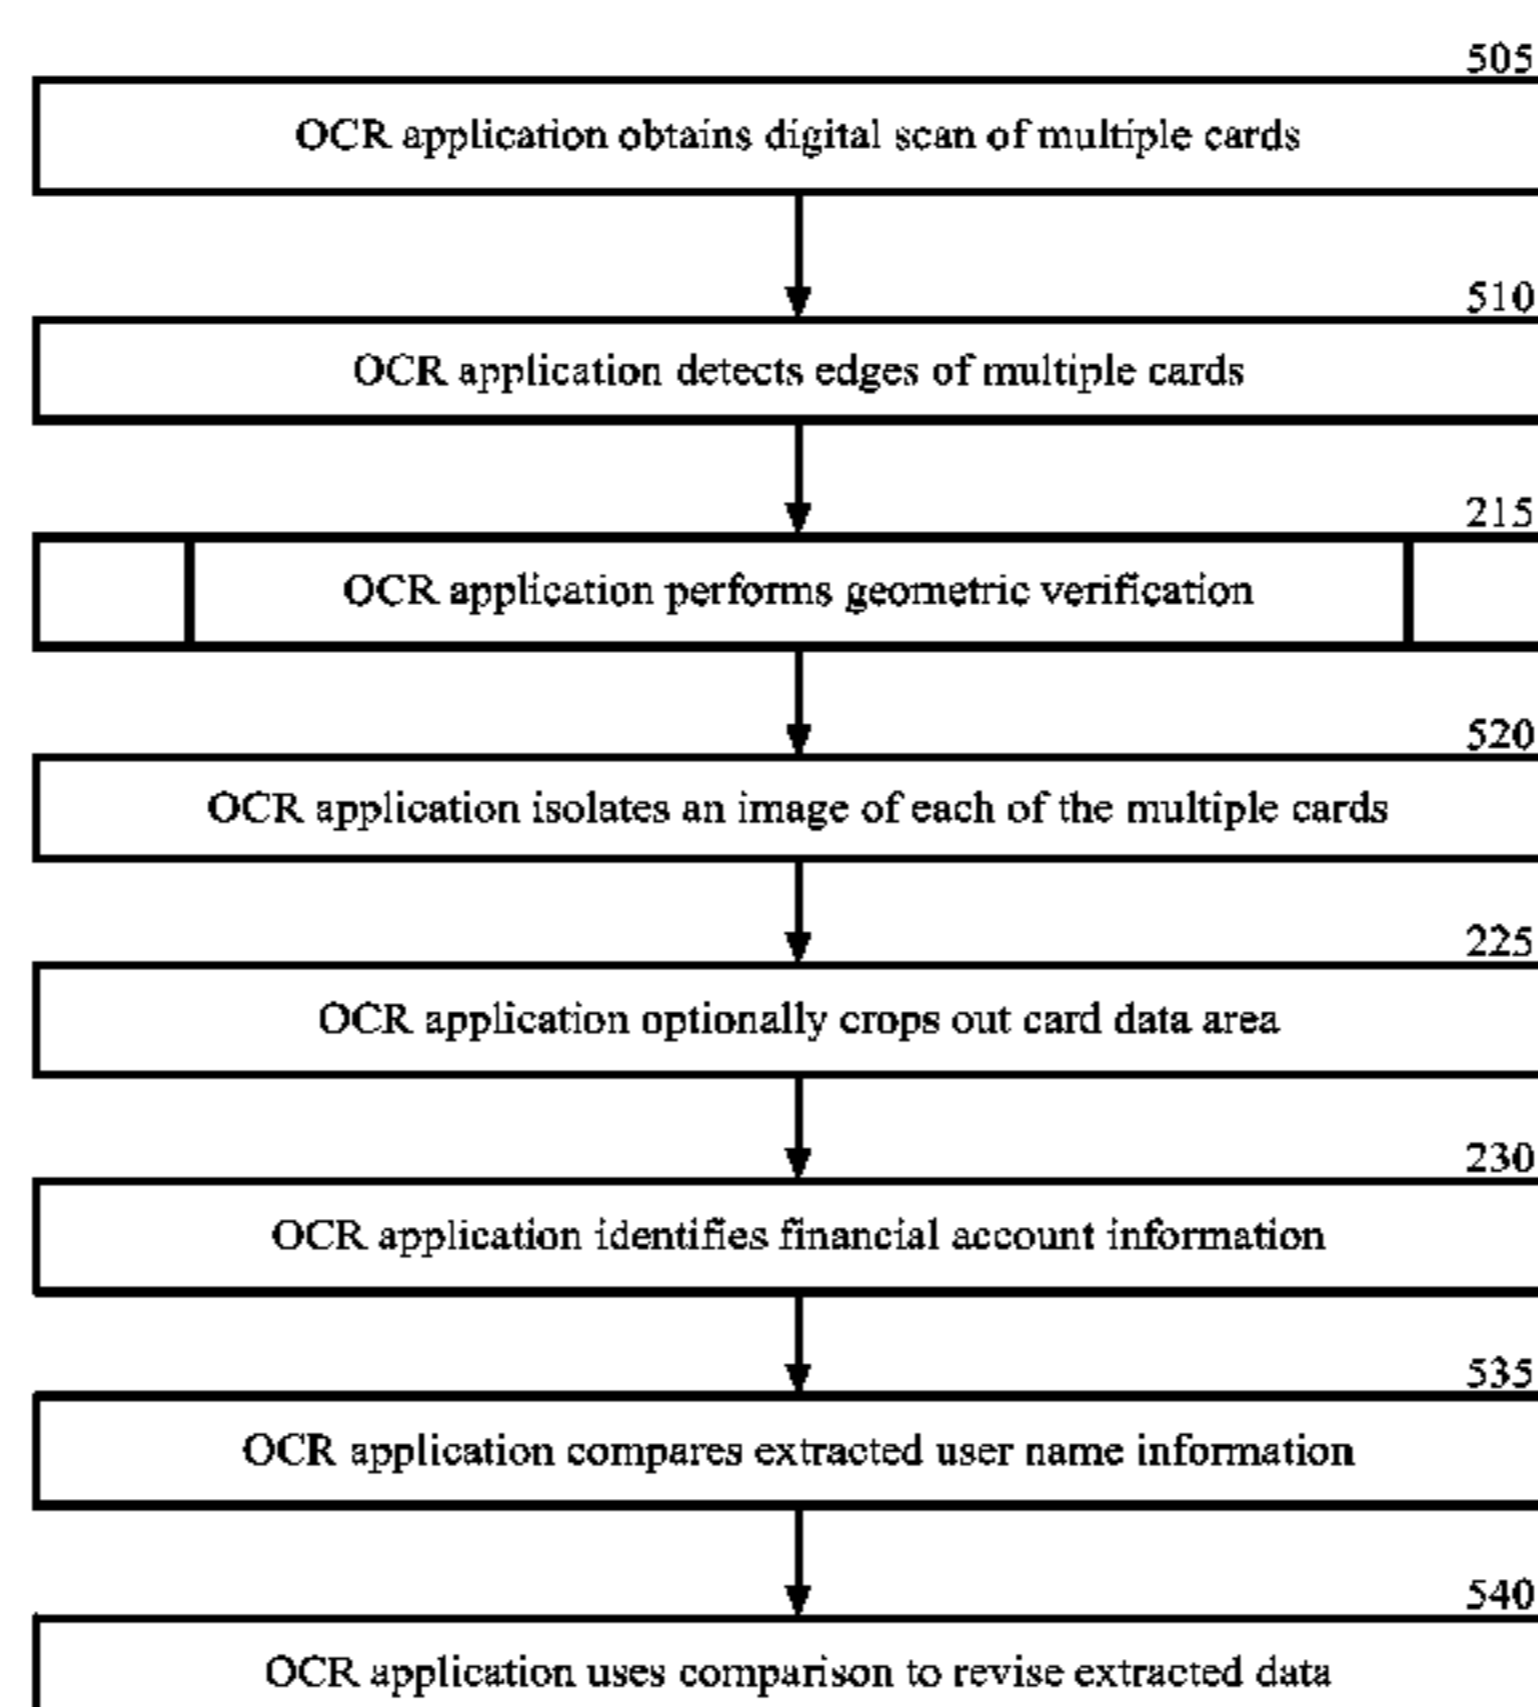 505
OCR application obtains digital scan of multiple cards
510
OCR application detects edges of multiple cards
215
OCR application performs geometric verification
520
OCR application isolates an image of each of the multiple cards
225
OCR application optionally crops out card data area
230
OCR application identifies financial account information
535
OCR application compares extracted user name information
540
OCR application uses comparison to revise extracted data